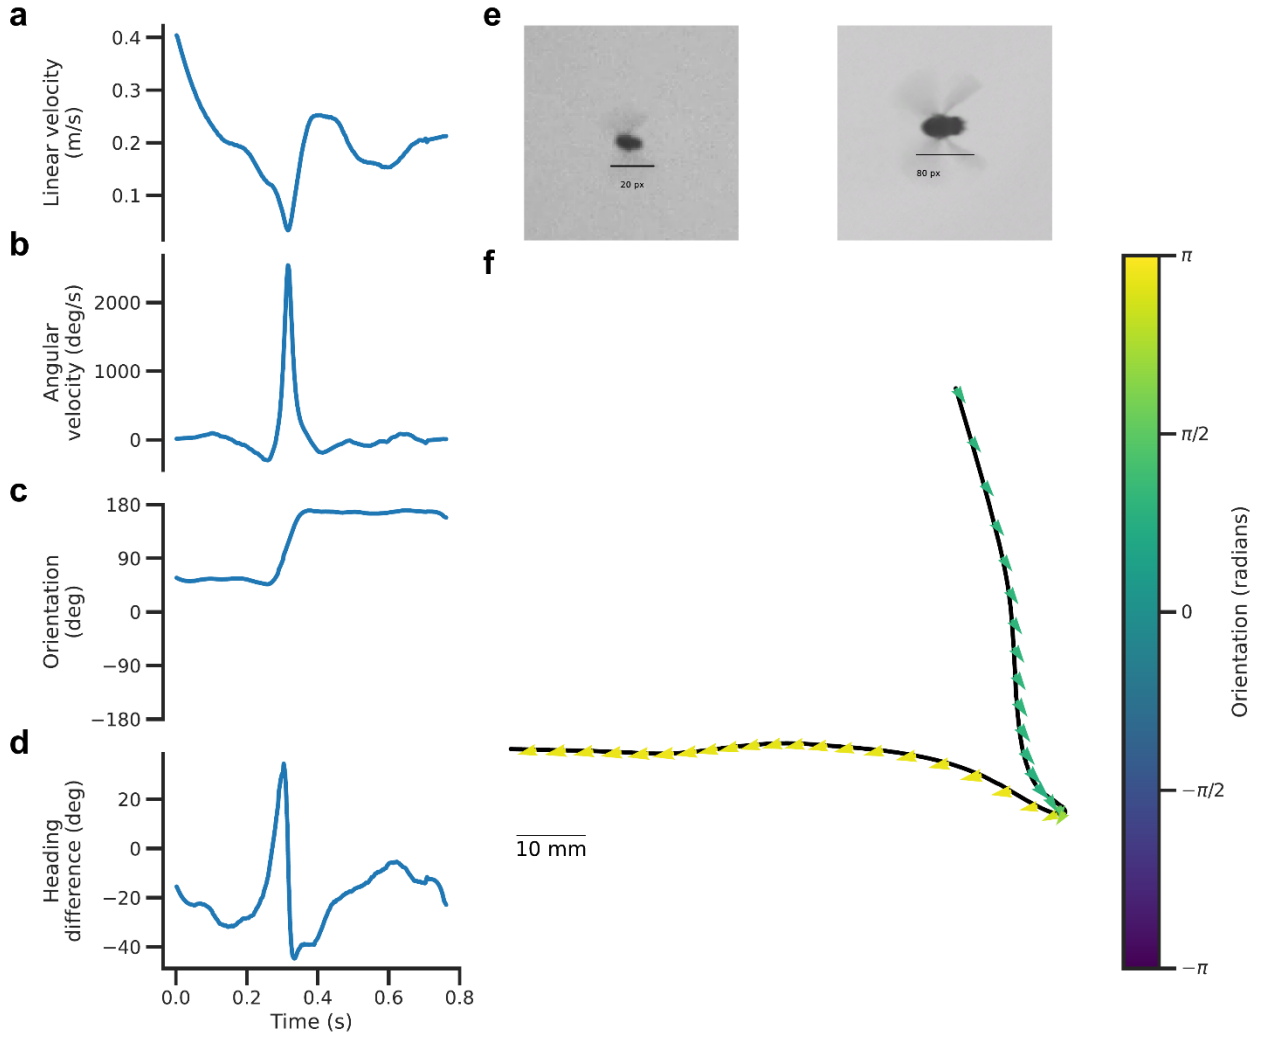 a
0.4
0.3
0.2
0.1
Linear velocity
(m/s)
b
2000
1000
0
Angular
velocity (deg/s)
c
180
90
0
−90
−180
Orientation
(deg)
d
20
0
−20
−40
Heading
difference (deg)
0.0 0.2 0.4 0.6 0.8
Time (s)
e
20 px
80 px
f
10 mm
π
π/2
0
−π/2
−π
Orientation (radians)